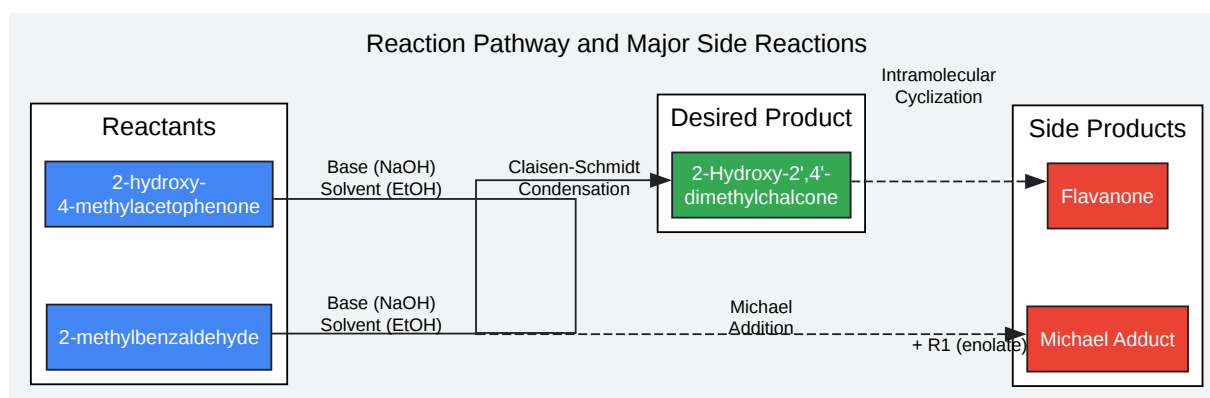 Reaction Pathway and Major Side Reactions
Intramolecular
Cyclization
Reactants
Desired Product
Side Products
2-hydroxy-
4-methylacetophenone
Base (NaOH)
Solvent (EtOH)
Claisen-Schmidt
Condensation
2-Hydroxy-2',4'-
dimethylchalcone
Flavanone
2-methylbenzaldehyde
Base (NaOH)
Solvent (EtOH)
Michael
Addition
+ R1 (enolate)
Michael Adduct